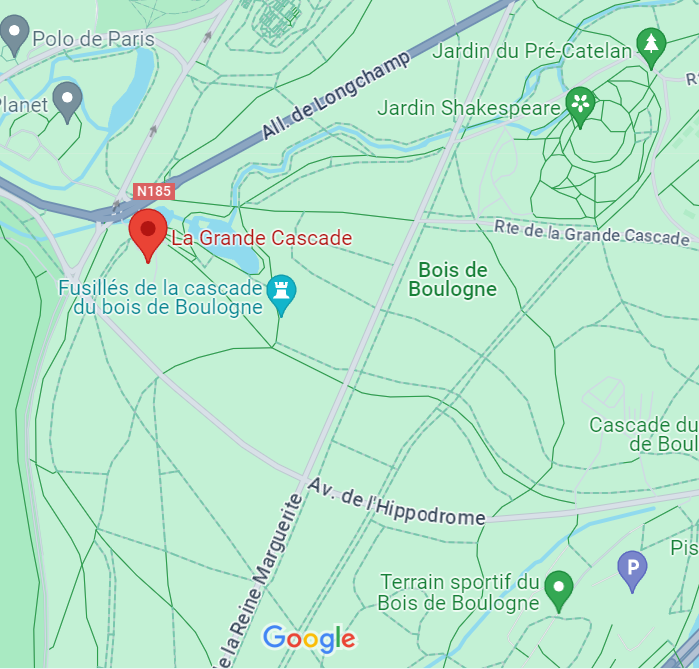 Polo de Paris
Jardin du Pré-Catelan
Planet
All. de Longchamp
Jardin Shakespeare
N185
La Grande Cascade
Rte de la Grande Cascade
Bois de
Boulogne
Fusillés de la cascade
du bois de Boulogne
Cascade du
de Boul
Av. de l'Hippodrome
e la Reine Marguerite
Pis
P
Terrain sportif du
Bois de Boulogne
Google